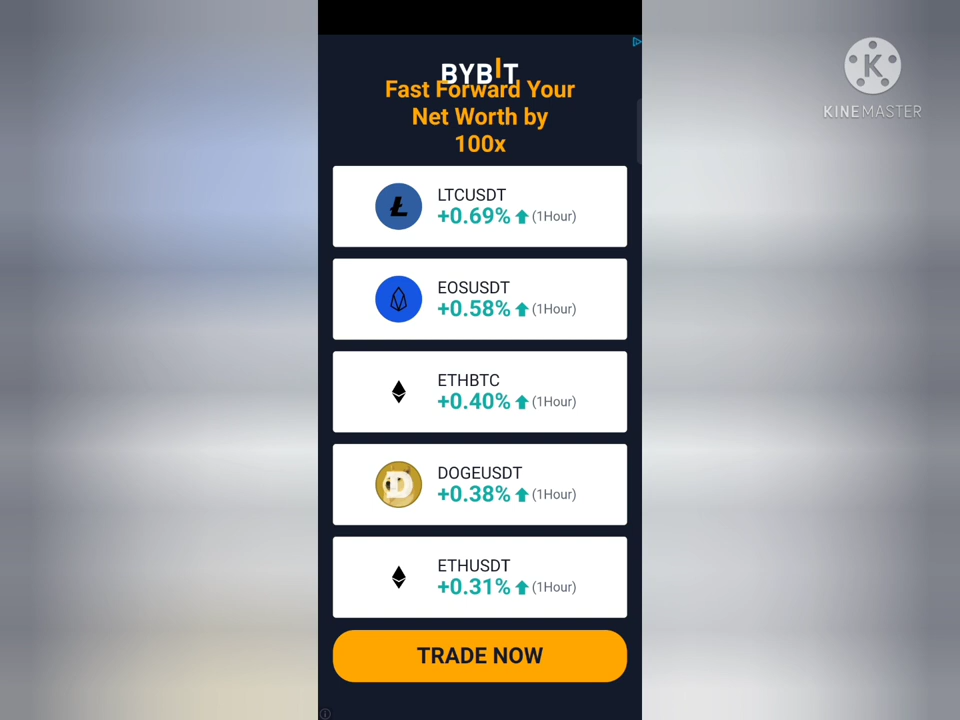 BYBIT
Fast Forward Your
Net Worth by
100x
K
KINEMASTER
LTCUSDT
+0.69% (1Hour)
EOSUSDT
+0.58% (1Hour)
ETHBTC
+0.40% (1Hour)
DOGEUSDT
+0.38% (1Hour)
ETHUSDT
+0.31% (1Hour)
TRADE NOW